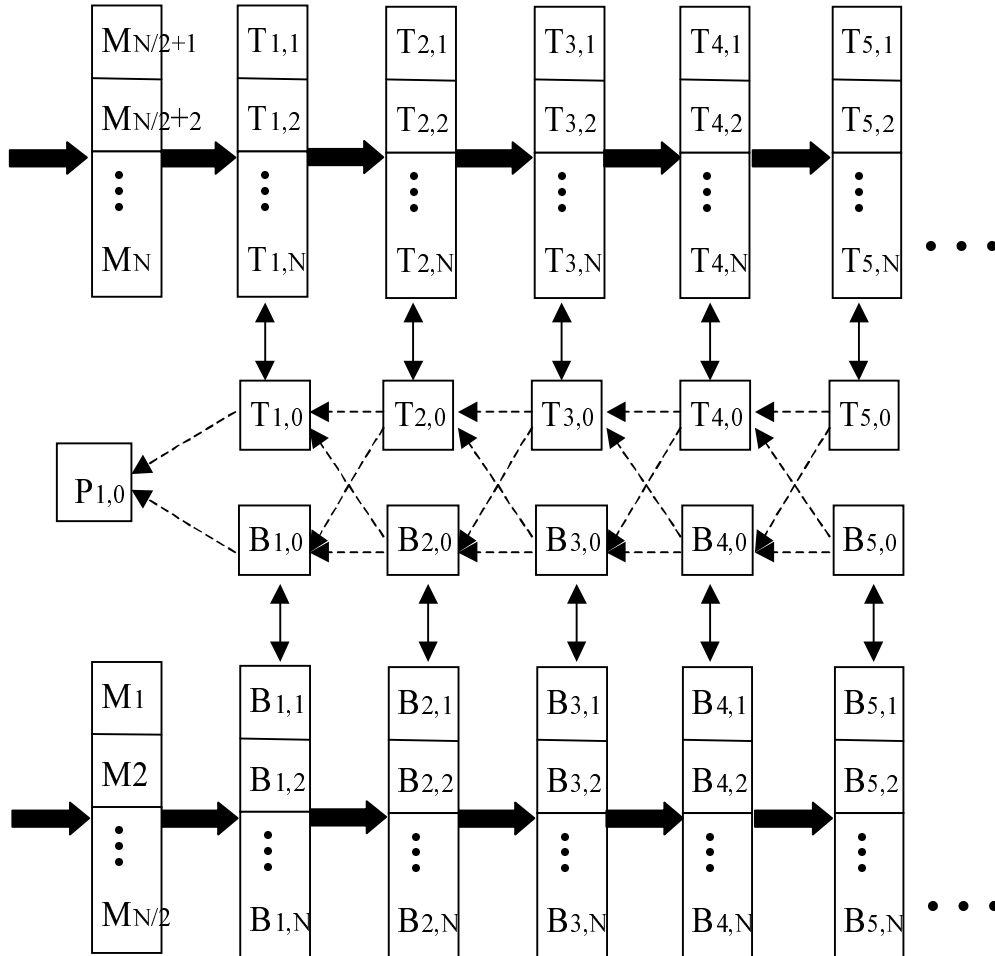 MN/2+1 T1,1 T2,1 T3,1 T4,1 T5,1
MN/2+2 T1,2 T2,2 T3,2 T4,2 T5,2
MN T1,N T2,N T3,N T4,N T5,N
T1,0 T2,0 T3,0 T4,0 T5,0
P1,0
B1,0 B2,0 B3,0 B4,0 B5,0
M1 B1,1 B2,1 B3,1 B4,1 B5,1
M2 B1,2 B2,2 B3,2 B4,2 B5,2
MN/2 B1,N B2,N B3,N B4,N B5,N